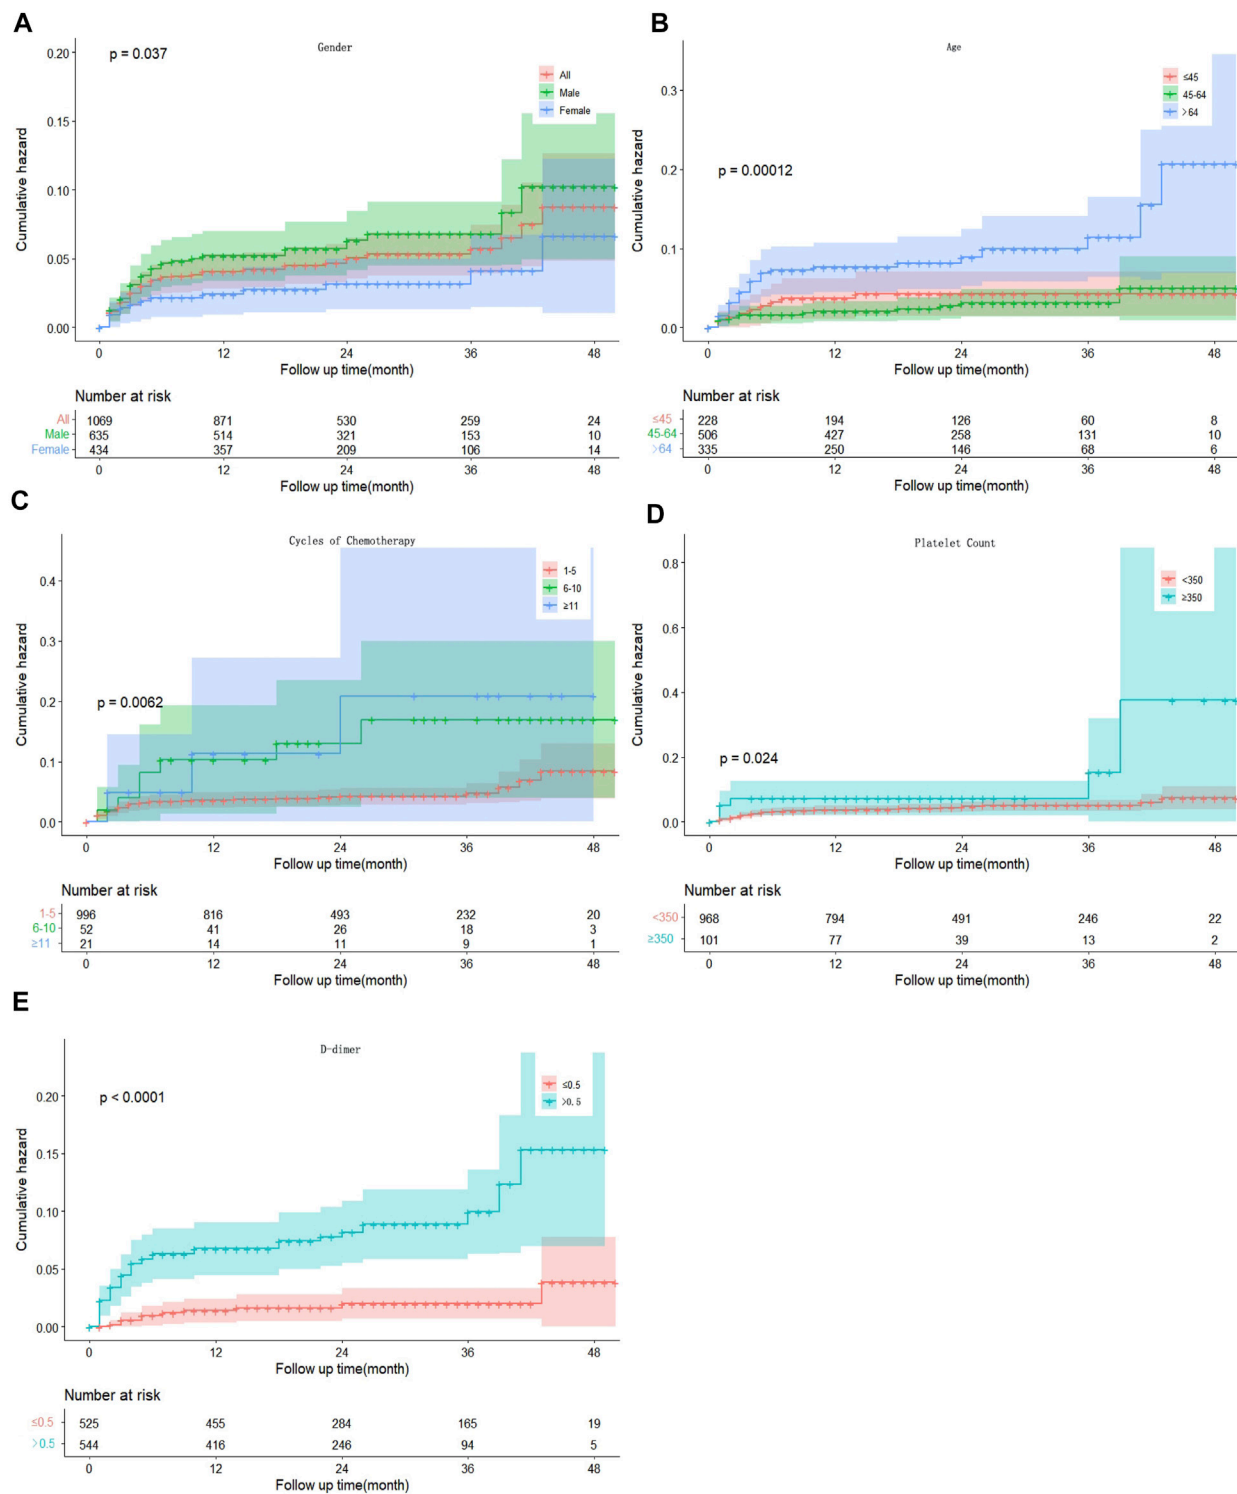 A
Gender
p = 0.037
All
Male
Female
0.20
0.15
0.10
0.05
0.00
Cumulative hazard
0 12 24 36 48
Follow up time(month)
Number at risk
All 1069 871 530 259 24
Male 635 514 321 153 10
Female 434 357 209 106 14
0 12 24 36 48
Follow up time(month)
B
Age
p = 0.00012
≤45
45-64
>64
0.3
0.2
0.1
0.0
Cumulative hazard
0 12 24 36 48
Follow up time(month)
Number at risk
≤45 228 194 126 60 8
45-64 506 427 258 131 10
>64 335 250 146 68 6
0 12 24 36 48
Follow up time(month)
C
Cycles of Chemotherapy
p = 0.0062
1-5
6-10
≥11
0.4
0.3
0.2
0.1
0.0
Cumulative hazard
0 12 24 36 48
Follow up time(month)
Number at risk
1-5 996 816 493 232 20
6-10 52 41 26 18 3
≥11 21 14 11 9 1
0 12 24 36 48
Follow up time(month)
D
Platelet Count
p = 0.024
<350
≥350
0.8
0.6
0.4
0.2
0.0
Cumulative hazard
0 12 24 36 48
Follow up time(month)
Number at risk
<350 968 794 491 246 22
≥350 101 77 39 13 2
0 12 24 36 48
Follow up time(month)
E
D-dimer
p < 0.0001
≤0.5
>0.5
0.20
0.15
0.10
0.05
0.00
Cumulative hazard
0 12 24 36 48
Follow up time(month)
Number at risk
≤0.5 525 455 284 165 19
>0.5 544 416 246 94 5
0 12 24 36 48
Follow up time(month)